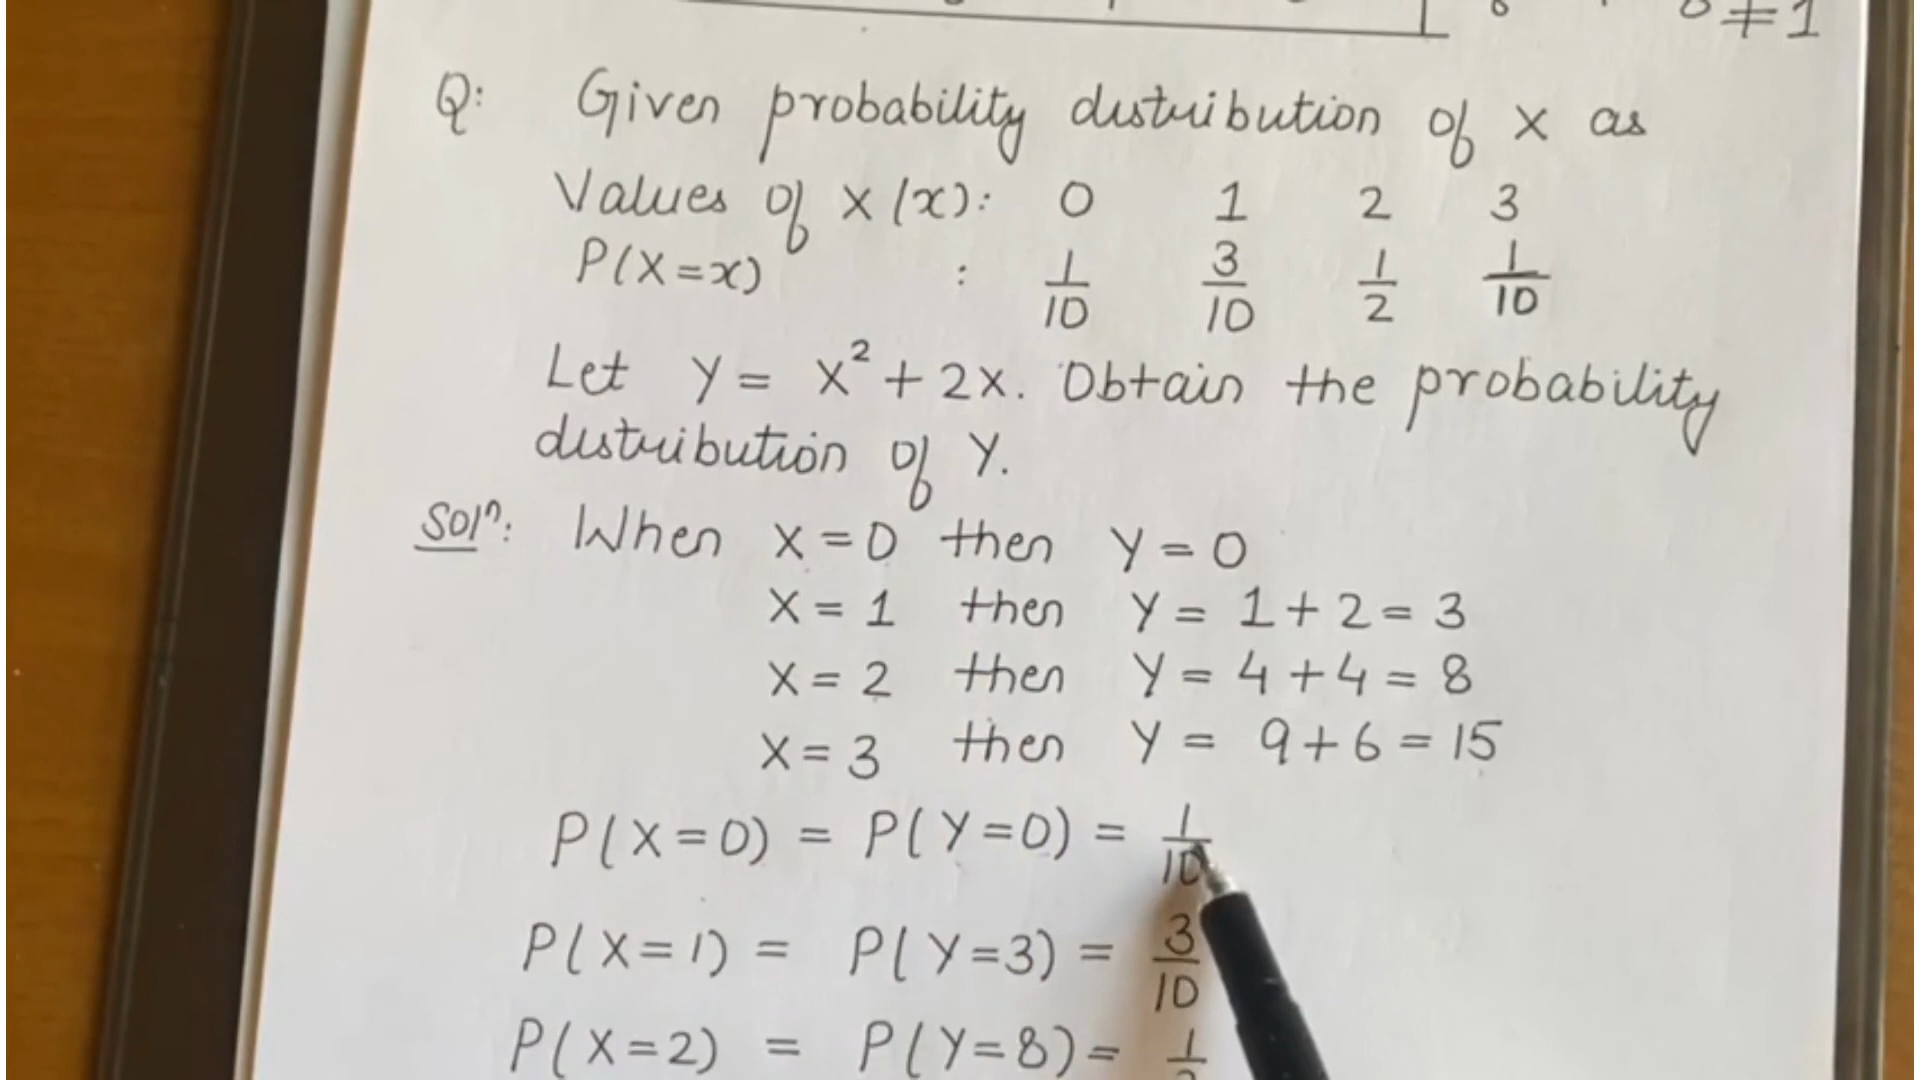 ≠1
Q: Given probability distribution of X as
Values of X (x): 0 1 2 3
P(X=x) : 1/10 3/10 1/2 1/10
Let Y = X² + 2X. Obtain the probability
distribution of Y.
Solⁿ: When X=0 then Y=0
X=1 then Y=1+2=3
X=2 then Y=4+4=8
X=3 then Y=9+6=15
P(X=0) = P(Y=0) = 1/10
P(X=1) = P(Y=3) = 3/10
P(X=2) = P(Y=8) = 1/2